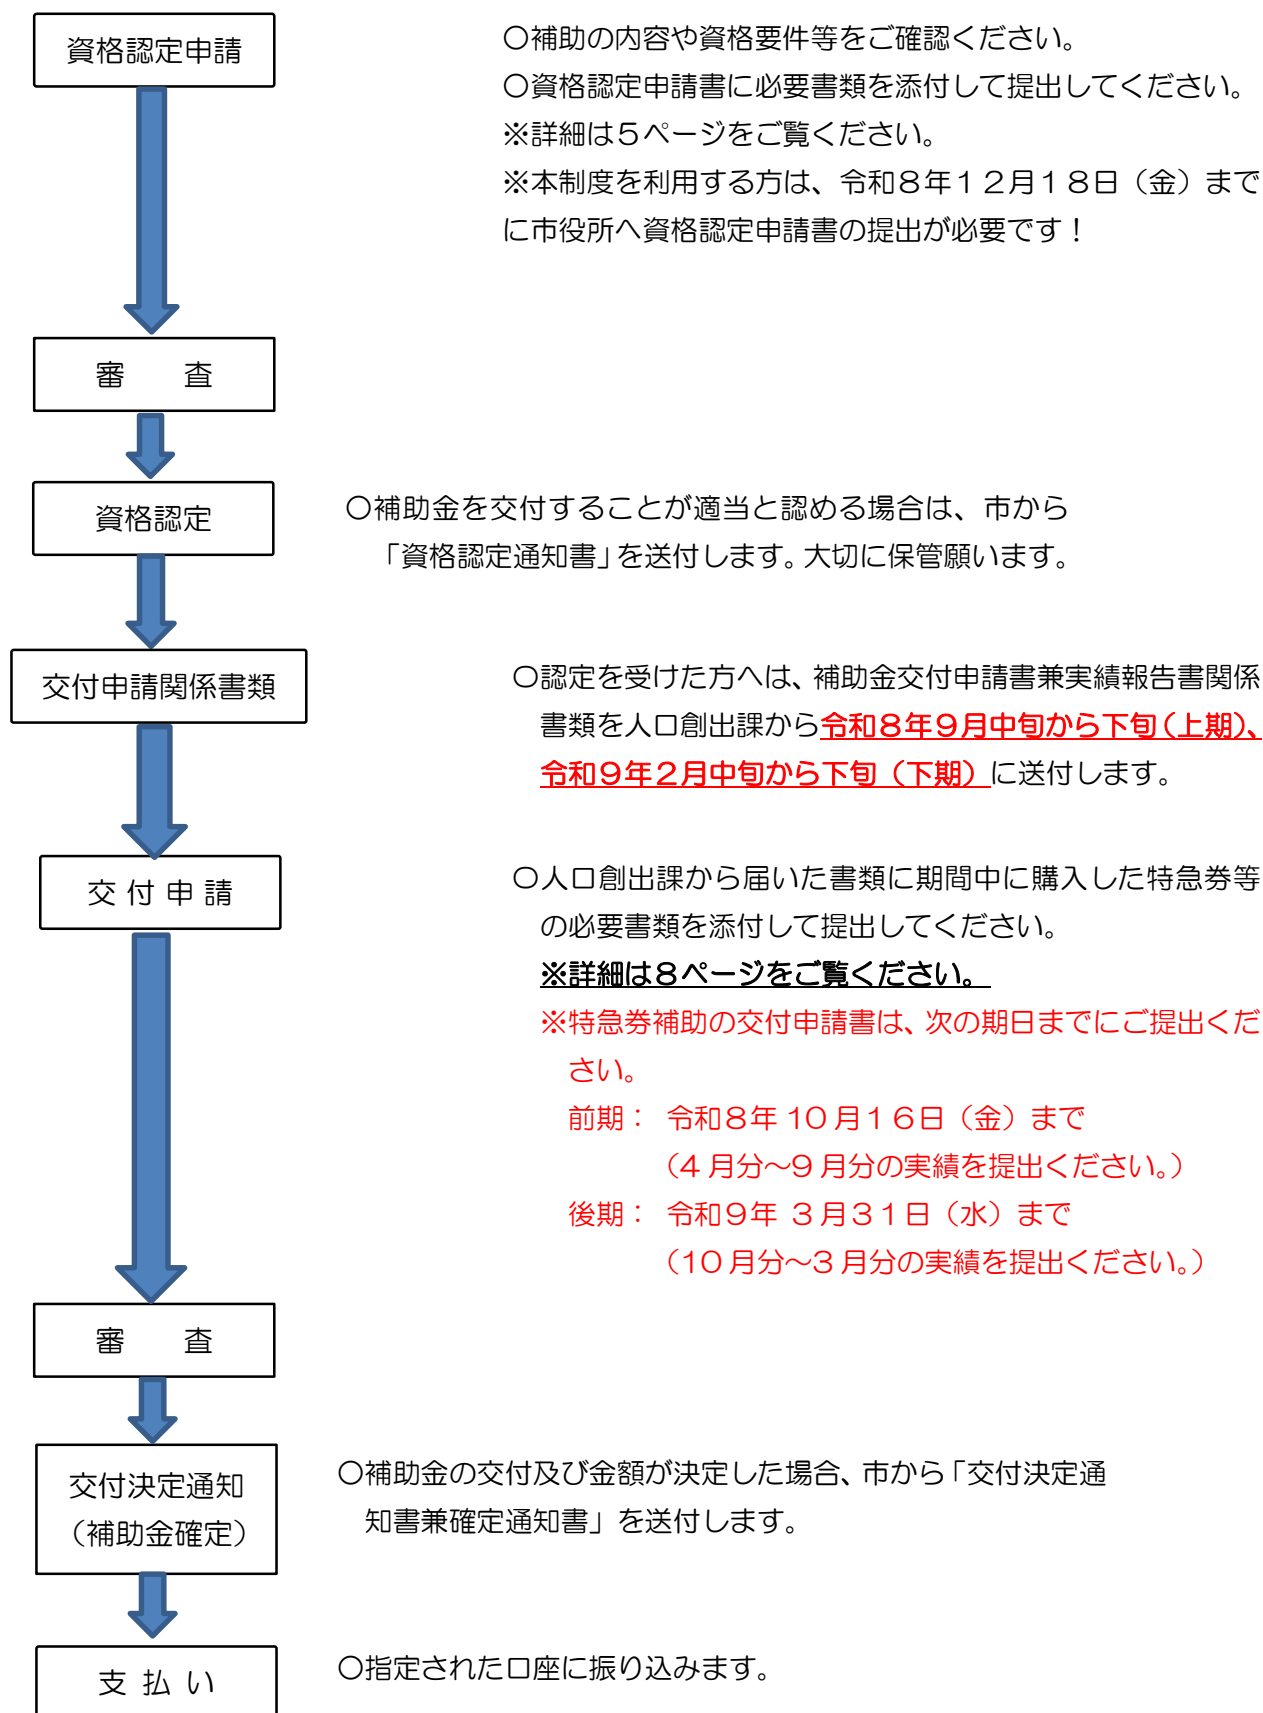 資格認定申請
〇補助の内容や資格要件等をご確認ください。
〇資格認定申請書に必要書類を添付して提出してください。
※詳細は５ページをご覧ください。
※本制度を利用する方は、令和８年１２月１８日（金）まで
に市役所へ資格認定申請書の提出が必要です！
審　　査
資格認定
〇補助金を交付することが適当と認める場合は、市から
「資格認定通知書」を送付します。大切に保管願います。
交付申請関係書類
〇認定を受けた方へは、補助金交付申請書兼実績報告書関係
書類を人口創出課から令和８年９月中旬から下旬（上期）、
令和９年２月中旬から下旬（下期）に送付します。
交 付 申 請
〇人口創出課から届いた書類に期間中に購入した特急券等
の必要書類を添付して提出してください。
※詳細は８ページをご覧ください。
※特急券補助の交付申請書は、次の期日までにご提出くだ
さい。
前期： 令和８年 10 月１６日（金）まで
（4 月分～9 月分の実績を提出ください。）
後期： 令和９年 ３月３１日（水）まで
（10 月分～3 月分の実績を提出ください。）
審　　査
交付決定通知
（補助金確定）
〇補助金の交付及び金額が決定した場合、市から「交付決定通
知書兼確定通知書」を送付します。
支 払 い
〇指定された口座に振り込みます。